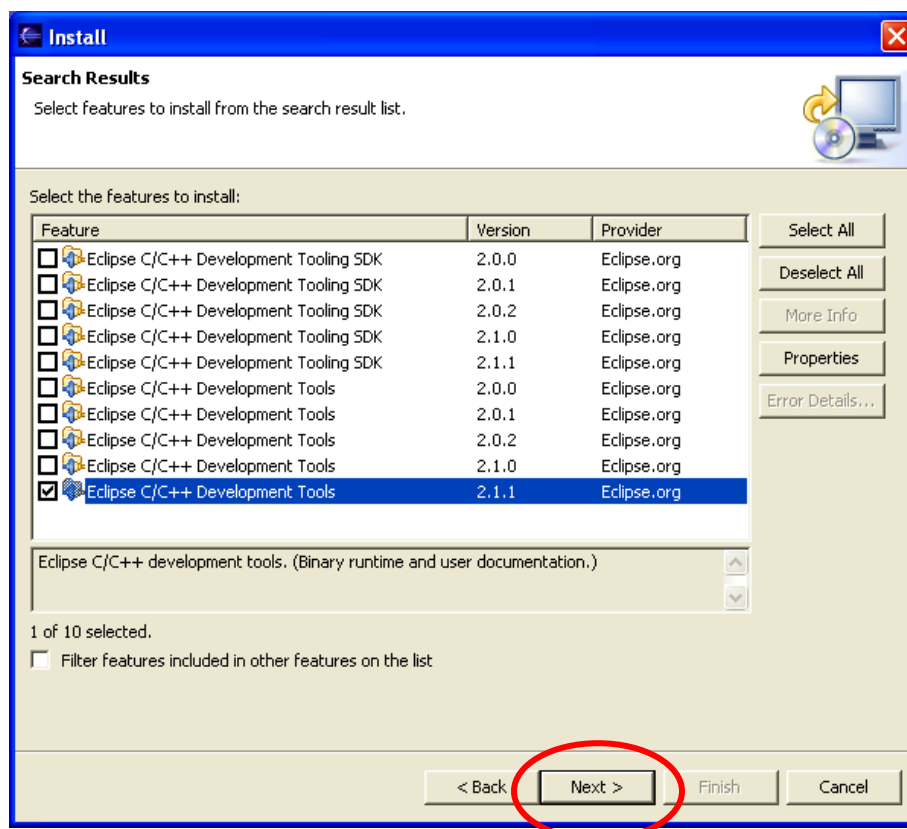 Install
Search Results
Select features to install from the search result list.
Select the features to install:
Feature Version Provider
Eclipse C/C++ Development Tooling SDK 2.0.0 Eclipse.org
Eclipse C/C++ Development Tooling SDK 2.0.1 Eclipse.org
Eclipse C/C++ Development Tooling SDK 2.0.2 Eclipse.org
Eclipse C/C++ Development Tooling SDK 2.1.0 Eclipse.org
Eclipse C/C++ Development Tooling SDK 2.1.1 Eclipse.org
Eclipse C/C++ Development Tools 2.0.0 Eclipse.org
Eclipse C/C++ Development Tools 2.0.1 Eclipse.org
Eclipse C/C++ Development Tools 2.0.2 Eclipse.org
Eclipse C/C++ Development Tools 2.1.0 Eclipse.org
Eclipse C/C++ Development Tools 2.1.1 Eclipse.org
Select All
Deselect All
More Info
Properties
Error Details...
Eclipse C/C++ development tools. (Binary runtime and user documentation.)
1 of 10 selected.
Filter features included in other features on the list
< Back Next > Finish Cancel